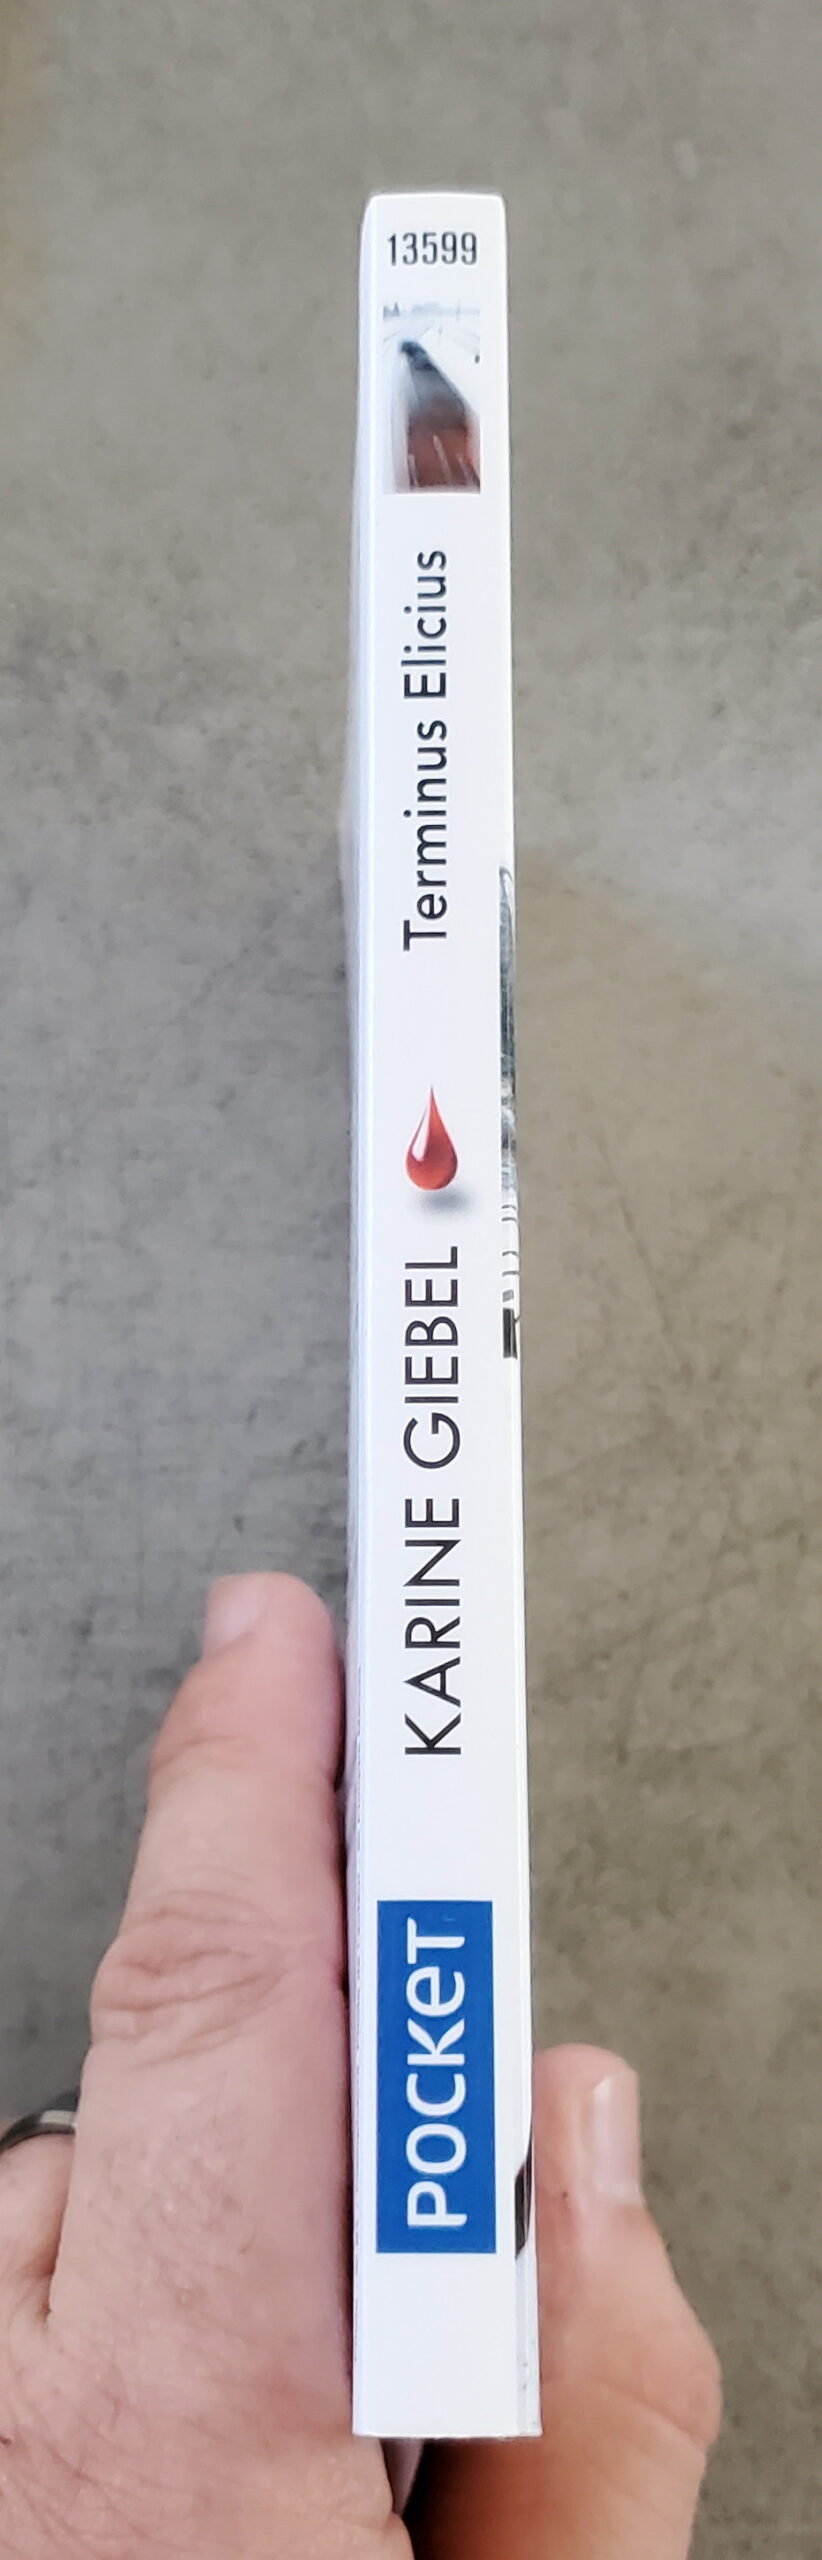 13599
Terminus Elicius
KARINE GIEBEL
POCKET